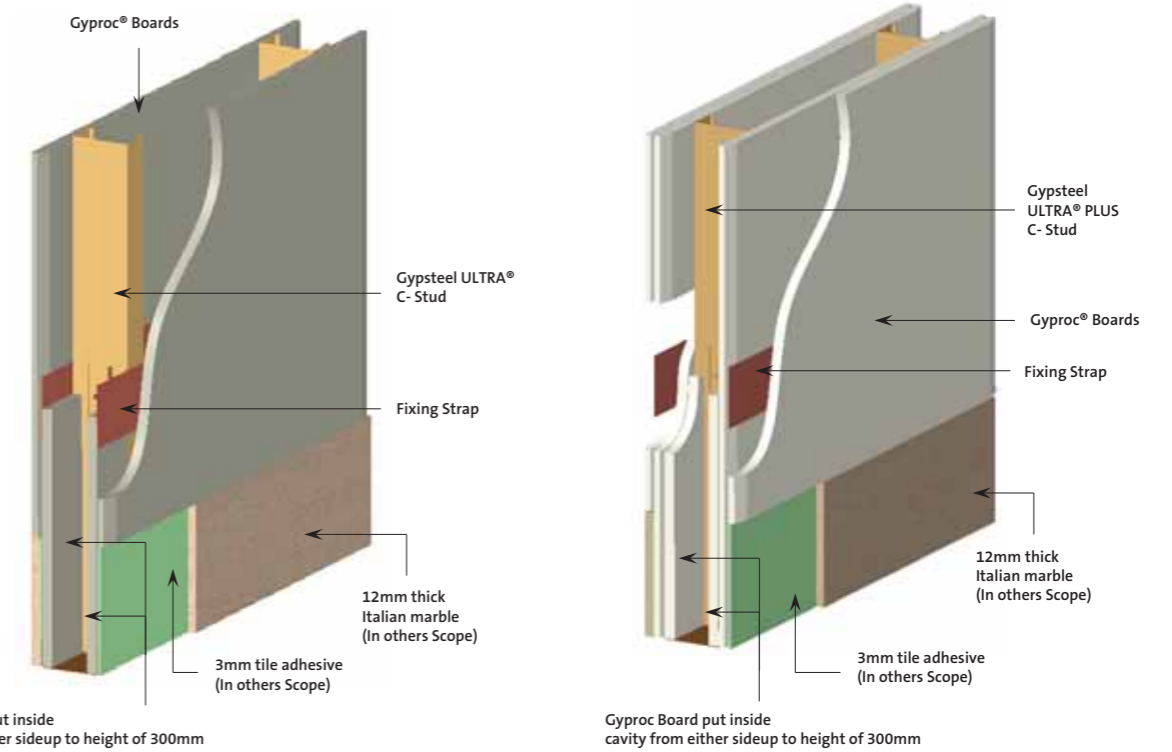 Gyproc® Boards
Gypsteel ULTRA®
C- Stud
Fixing Strap
12mm thick
Italian marble
(In others Scope)
3mm tile adhesive
(In others Scope)
ut inside
er sideup to height of 300mm
Gypsteel
ULTRA® PLUS
C- Stud
Gyproc® Boards
Fixing Strap
12mm thick
Italian marble
(In others Scope)
3mm tile adhesive
(In others Scope)
Gyproc Board put inside
cavity from either sideup to height of 300mm